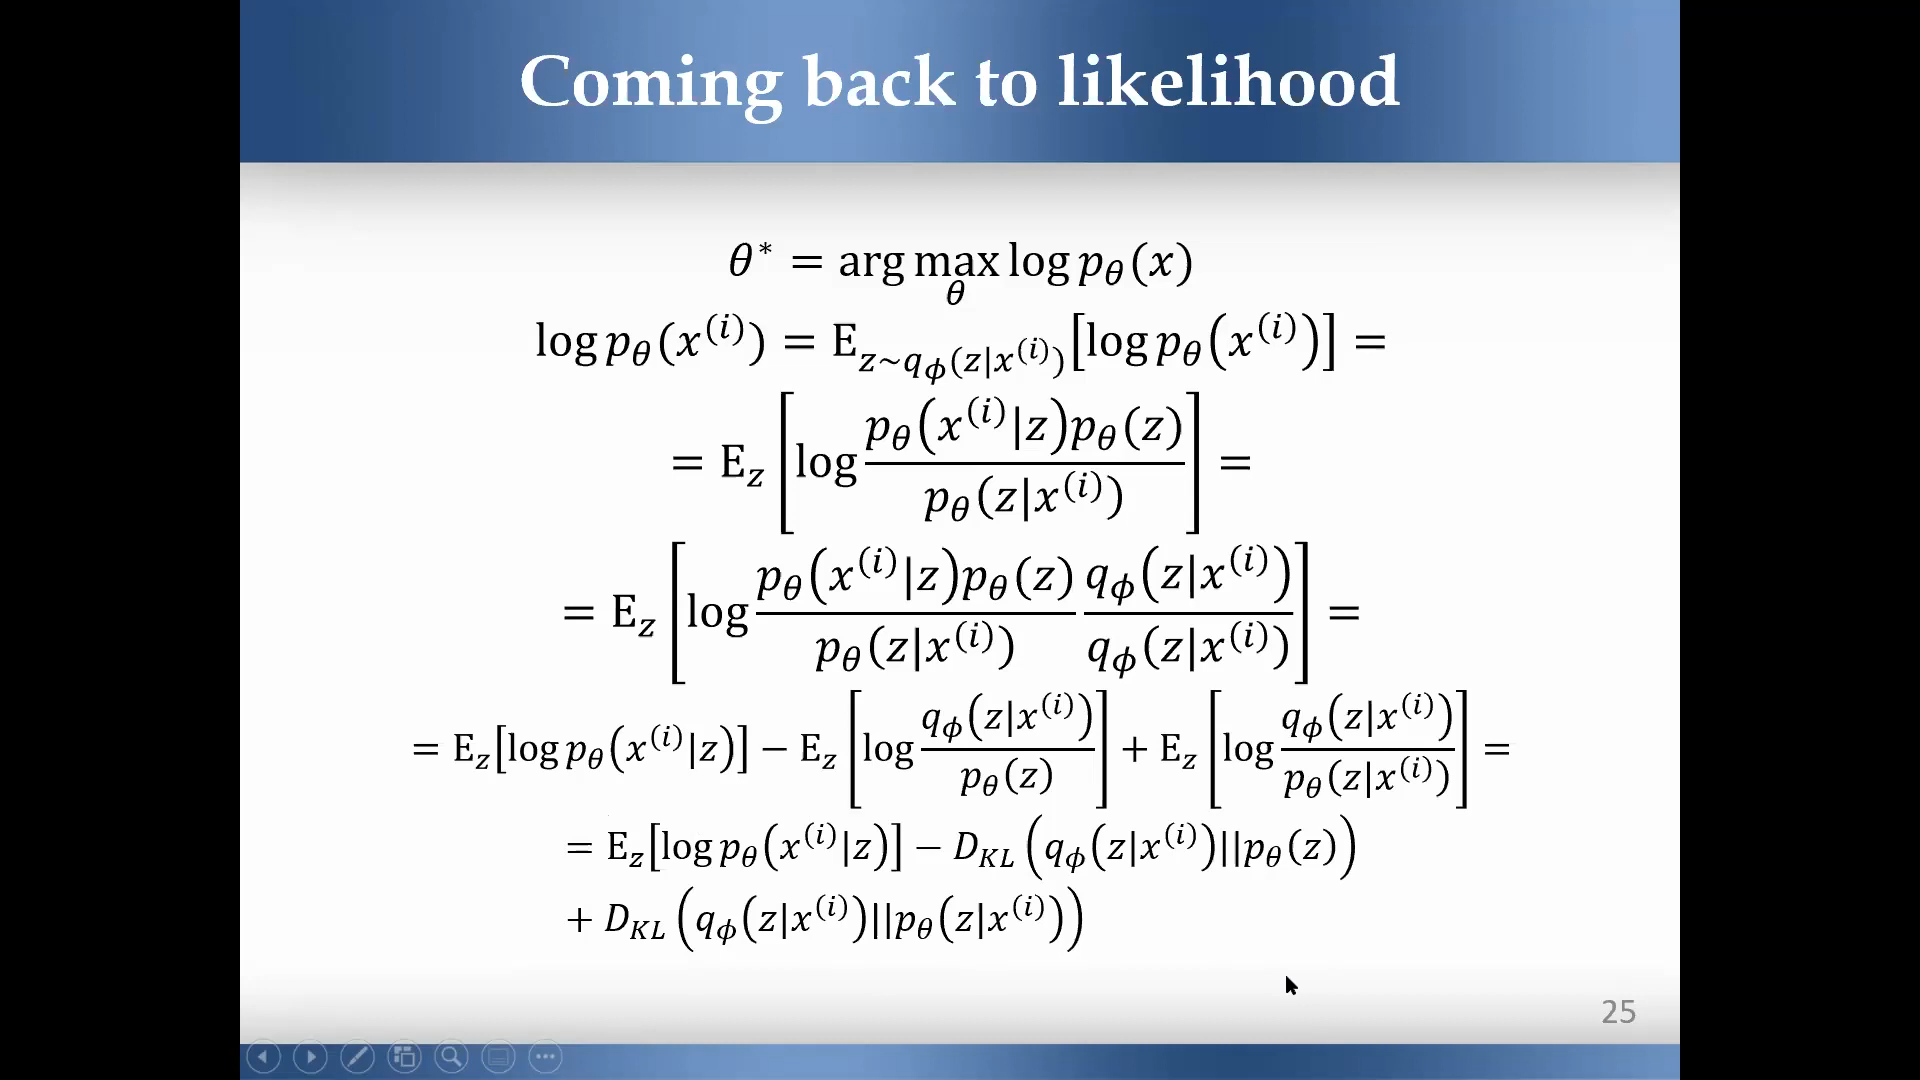 Coming back to likelihood
θ* = arg max_θ log p_θ(x)
log p_θ(x^(i)) = E_{z~q_ϕ(z|x^(i))}[log p_θ(x^(i))] =
= E_z [log (p_θ(x^(i)|z)p_θ(z)) / (p_θ(z|x^(i)))] =
= E_z [log (p_θ(x^(i)|z)p_θ(z)) / (p_θ(z|x^(i))) (q_ϕ(z|x^(i))) / (q_ϕ(z|x^(i)))] =
= E_z[log p_θ(x^(i)|z)] − E_z [log (q_ϕ(z|x^(i))) / (p_θ(z))] + E_z [log (q_ϕ(z|x^(i))) / (p_θ(z|x^(i)))] =
= E_z[log p_θ(x^(i)|z)] − D_KL (q_ϕ(z|x^(i))||p_θ(z))
+ D_KL (q_ϕ(z|x^(i))||p_θ(z|x^(i)))
25